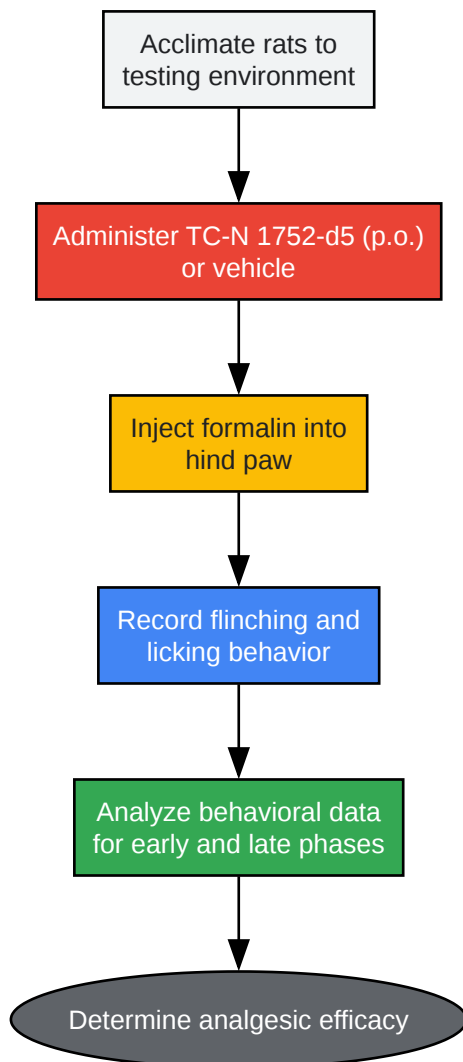 Acclimate rats to
testing environment
Administer TC-N 1752-d5 (p.o.)
or vehicle
Inject formalin into
hind paw
Record flinching and
licking behavior
Analyze behavioral data
for early and late phases
Determine analgesic efficacy